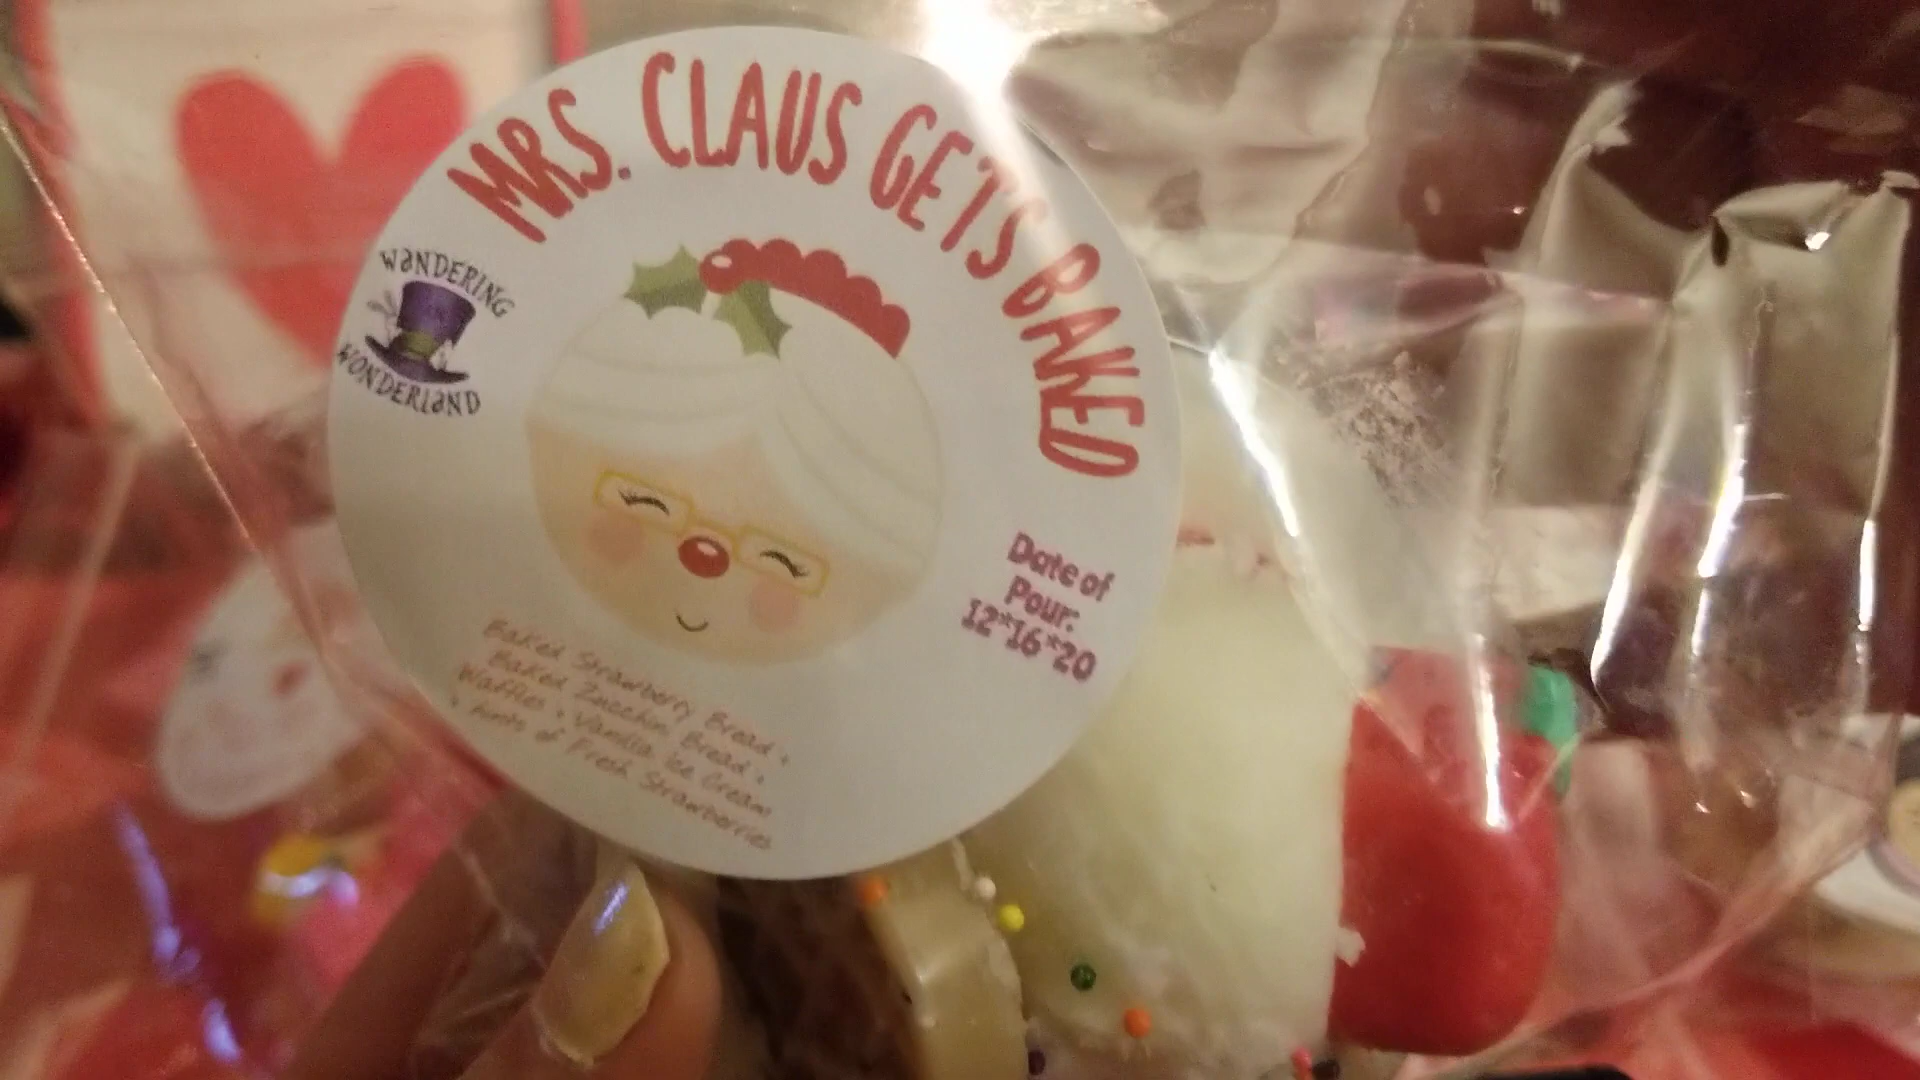 MRS. CLAUS GETS BAKED
WaNDERING
WONDERLaND
Date of
Pour:
12*16*20
Baked Strawberry Bread *
Baked Zucchini Bread *
Waffles * Vanilla Ice Cream
* Hints of Fresh Strawberries